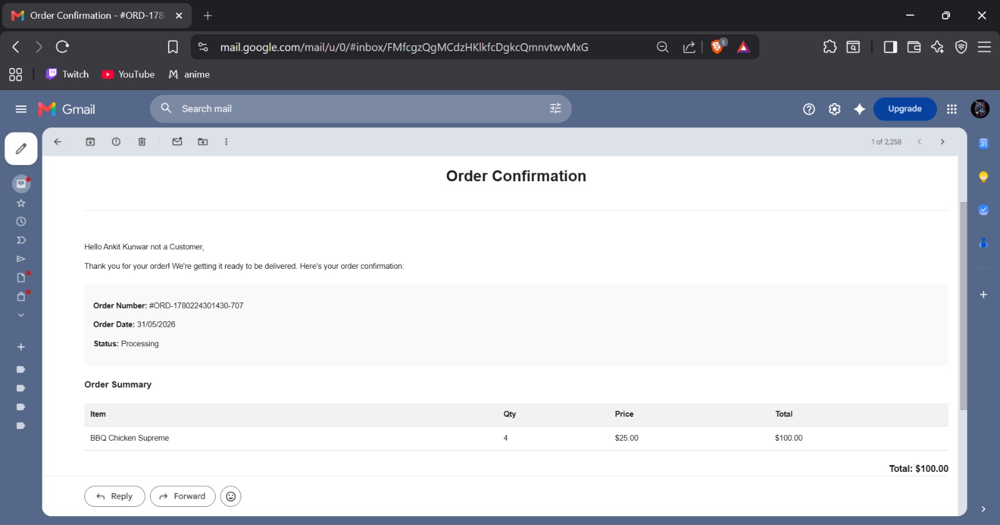 Order Confirmation - #ORD-178
mail.google.com/mail/u/0/#inbox/FMfcgzQgMCdzHKlkfcDgkcQmnvtwvMxG
5
Twitch
YouTube
anime
Gmail
Search mail
Upgrade
1 of 2,258
31
Order Confirmation
Hello Ankit Kunwar not a Customer,
Thank you for your order! We're getting it ready to be delivered. Here's your order confirmation:
Order Number: #ORD-1780224301430-707
Order Date: 31/05/2026
Status: Processing
Order Summary
Item Qty Price Total
BBQ Chicken Supreme 4 $25.00 $100.00
Total: $100.00
Reply Forward